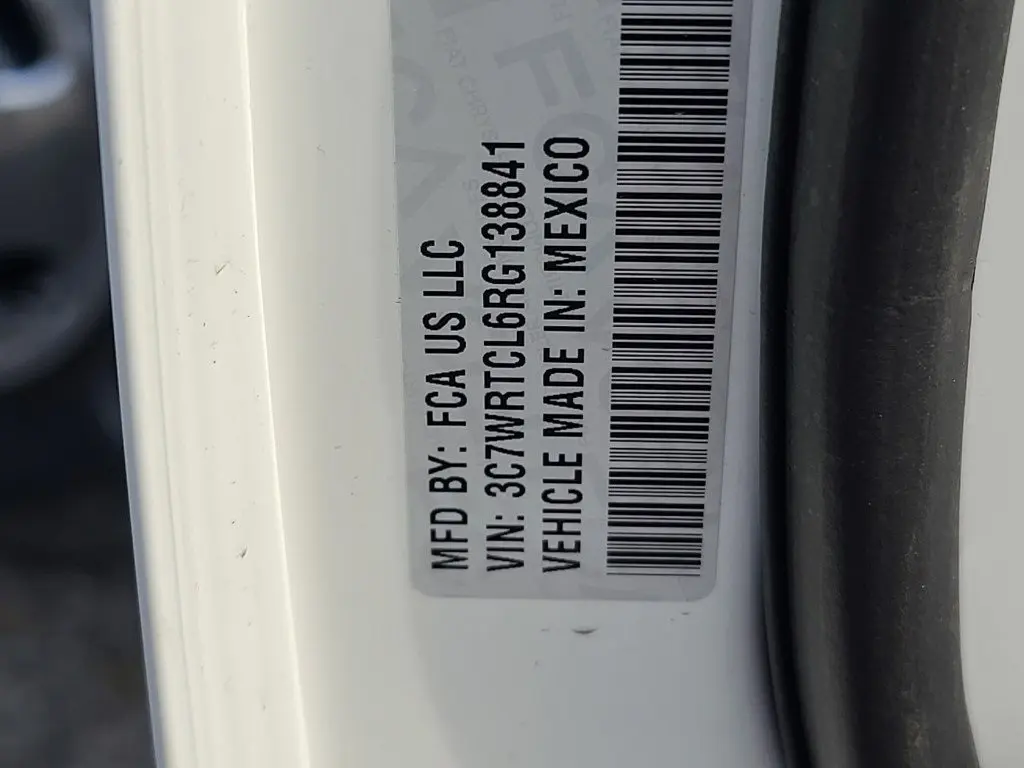 MFD BY: FCA US LLC
VIN: 3C7WRTCL6RG138841
VEHICLE MADE IN: MEXICO